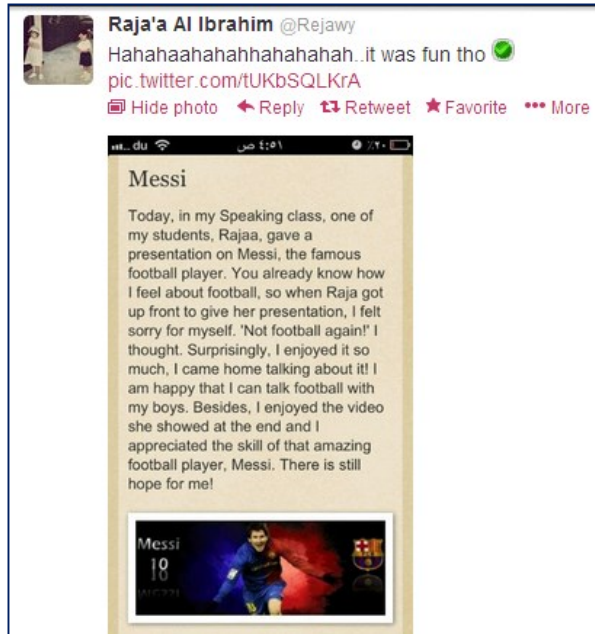 Raja'a Al Ibrahim @Rejawy
Hahahaahahahhahahahah..it was fun tho
pic.twitter.com/tUKbSQLKrA
Hide photo Reply Retweet Favorite More
du ٤:٥١ ص ٪٢٠
Messi
Today, in my Speaking class, one of
my students, Rajaa, gave a
presentation on Messi, the famous
football player. You already know how
I feel about football, so when Raja got
up front to give her presentation, I felt
sorry for myself. 'Not football again!' I
thought. Surprisingly, I enjoyed it so
much, I came home talking about it! I
am happy that I can talk football with
my boys. Besides, I enjoyed the video
she showed at the end and I
appreciated the skill of that amazing
football player, Messi. There is still
hope for me!
Messi
10